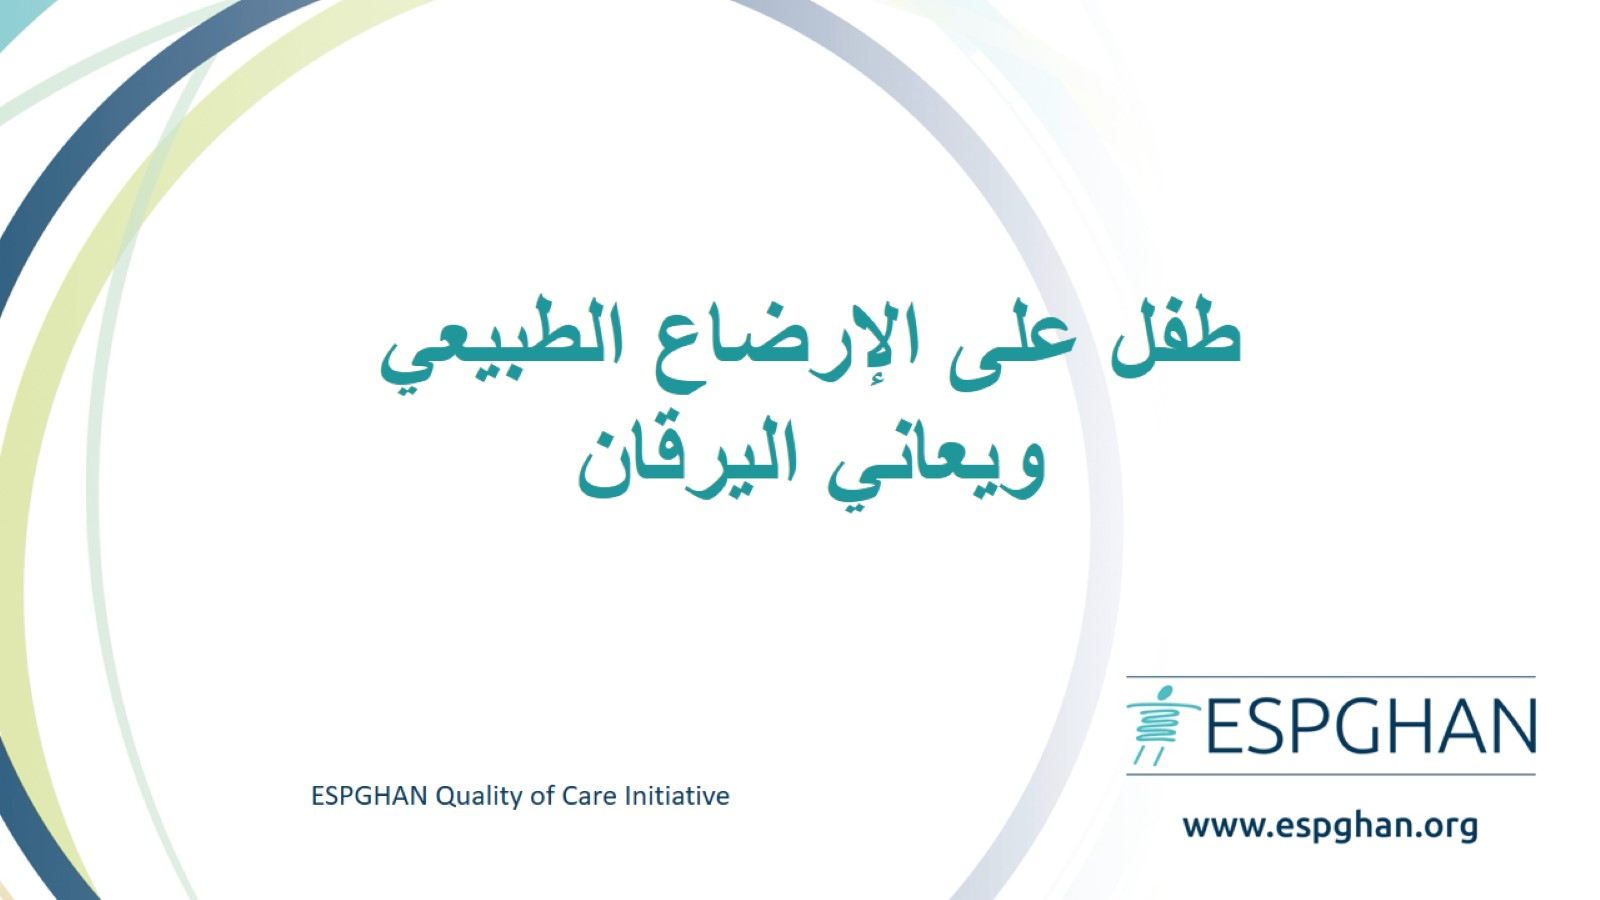 طفل على الإرضاع الطبيعي
ويعاني اليرقان
ESPGHAN
ESPGHAN Quality of Care Initiative
www.espghan.org